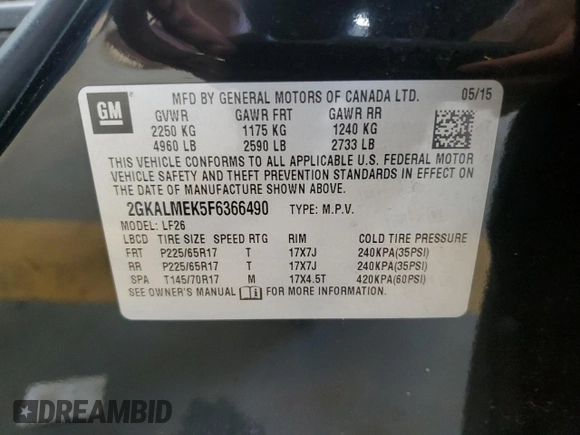 GM
MFD BY GENERAL MOTORS OF CANADA LTD. 05/15
GVWR GAWR FRT GAWR RR
2250 KG 1175 KG 1240 KG
4960 LB 2590 LB 2733 LB
THIS VEHICLE CONFORMS TO ALL APPLICABLE U.S. FEDERAL MOTOR
VEHICLE SAFETY AND THEFT PREVENTION STANDARDS IN EFFECT ON
THE DATE OF MANUFACTURE SHOWN ABOVE.
2GKALMEK5F6366490 TYPE: M.P.V.
MODEL: LF26
LBCD TIRE SIZE SPEED RTG RIM COLD TIRE PRESSURE
FRT P225/65R17 T 17X7J 240KPA(35PSI)
RR P225/65R17 T 17X7J 240KPA(35PSI)
SPA T145/70R17 M 17X4.5T 420KPA(60PSI)
SEE OWNER'S MANUAL FOR MORE INFORMATION
DREAMBID